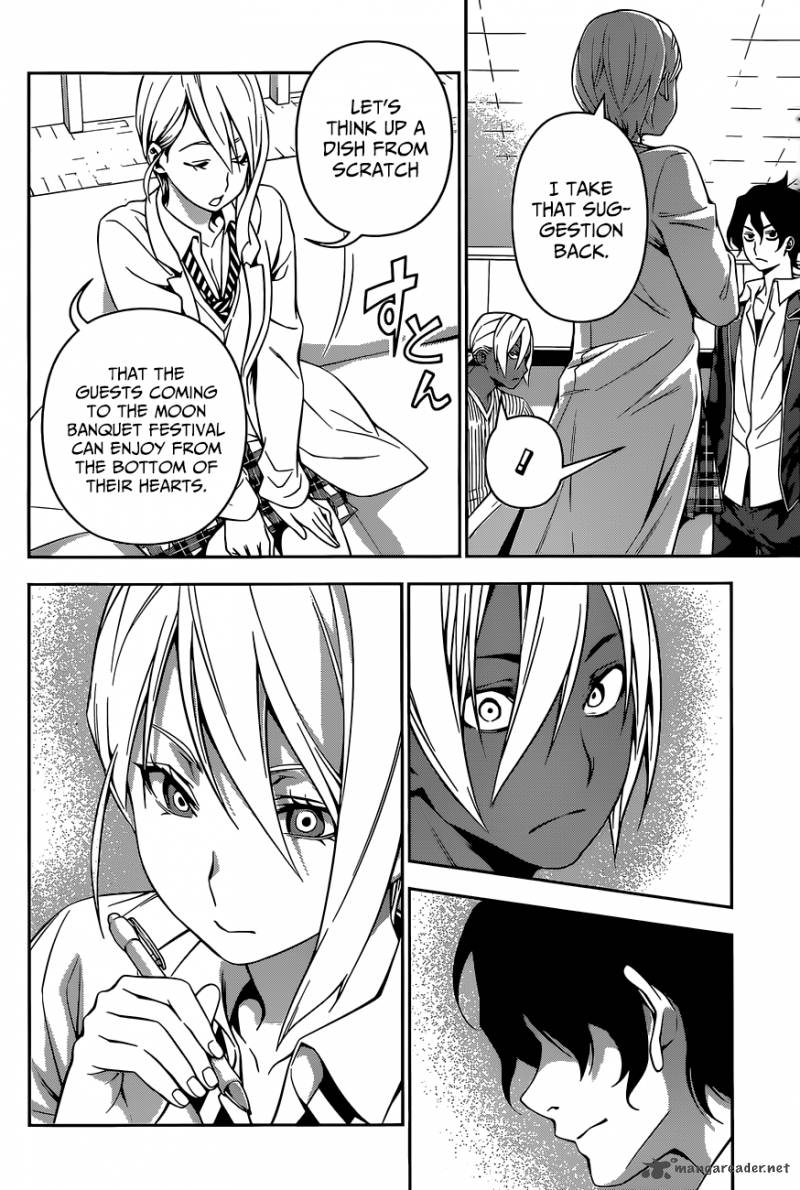 I TAKE
THAT SUG-
GESTION
BACK.
!
LET'S
THINK UP A
DISH FROM
SCRATCH
すとん
THAT THE
GUESTS COMING
TO THE MOON
BANQUET FESTIVAL
CAN ENJOY FROM
THE BOTTOM OF
THEIR HEARTS.
mangareader.net